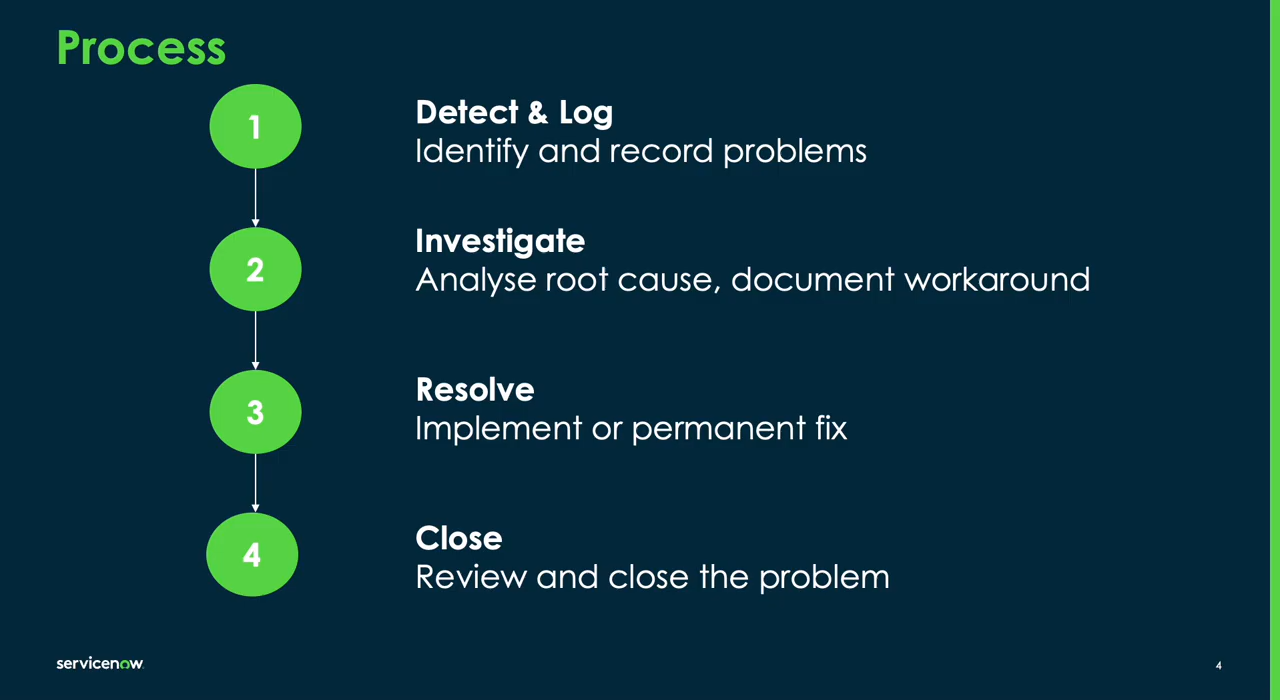 Process
1
Detect & Log
Identify and record problems
2
Investigate
Analyse root cause, document workaround
3
Resolve
Implement or permanent fix
4
Close
Review and close the problem
servicenow.
4